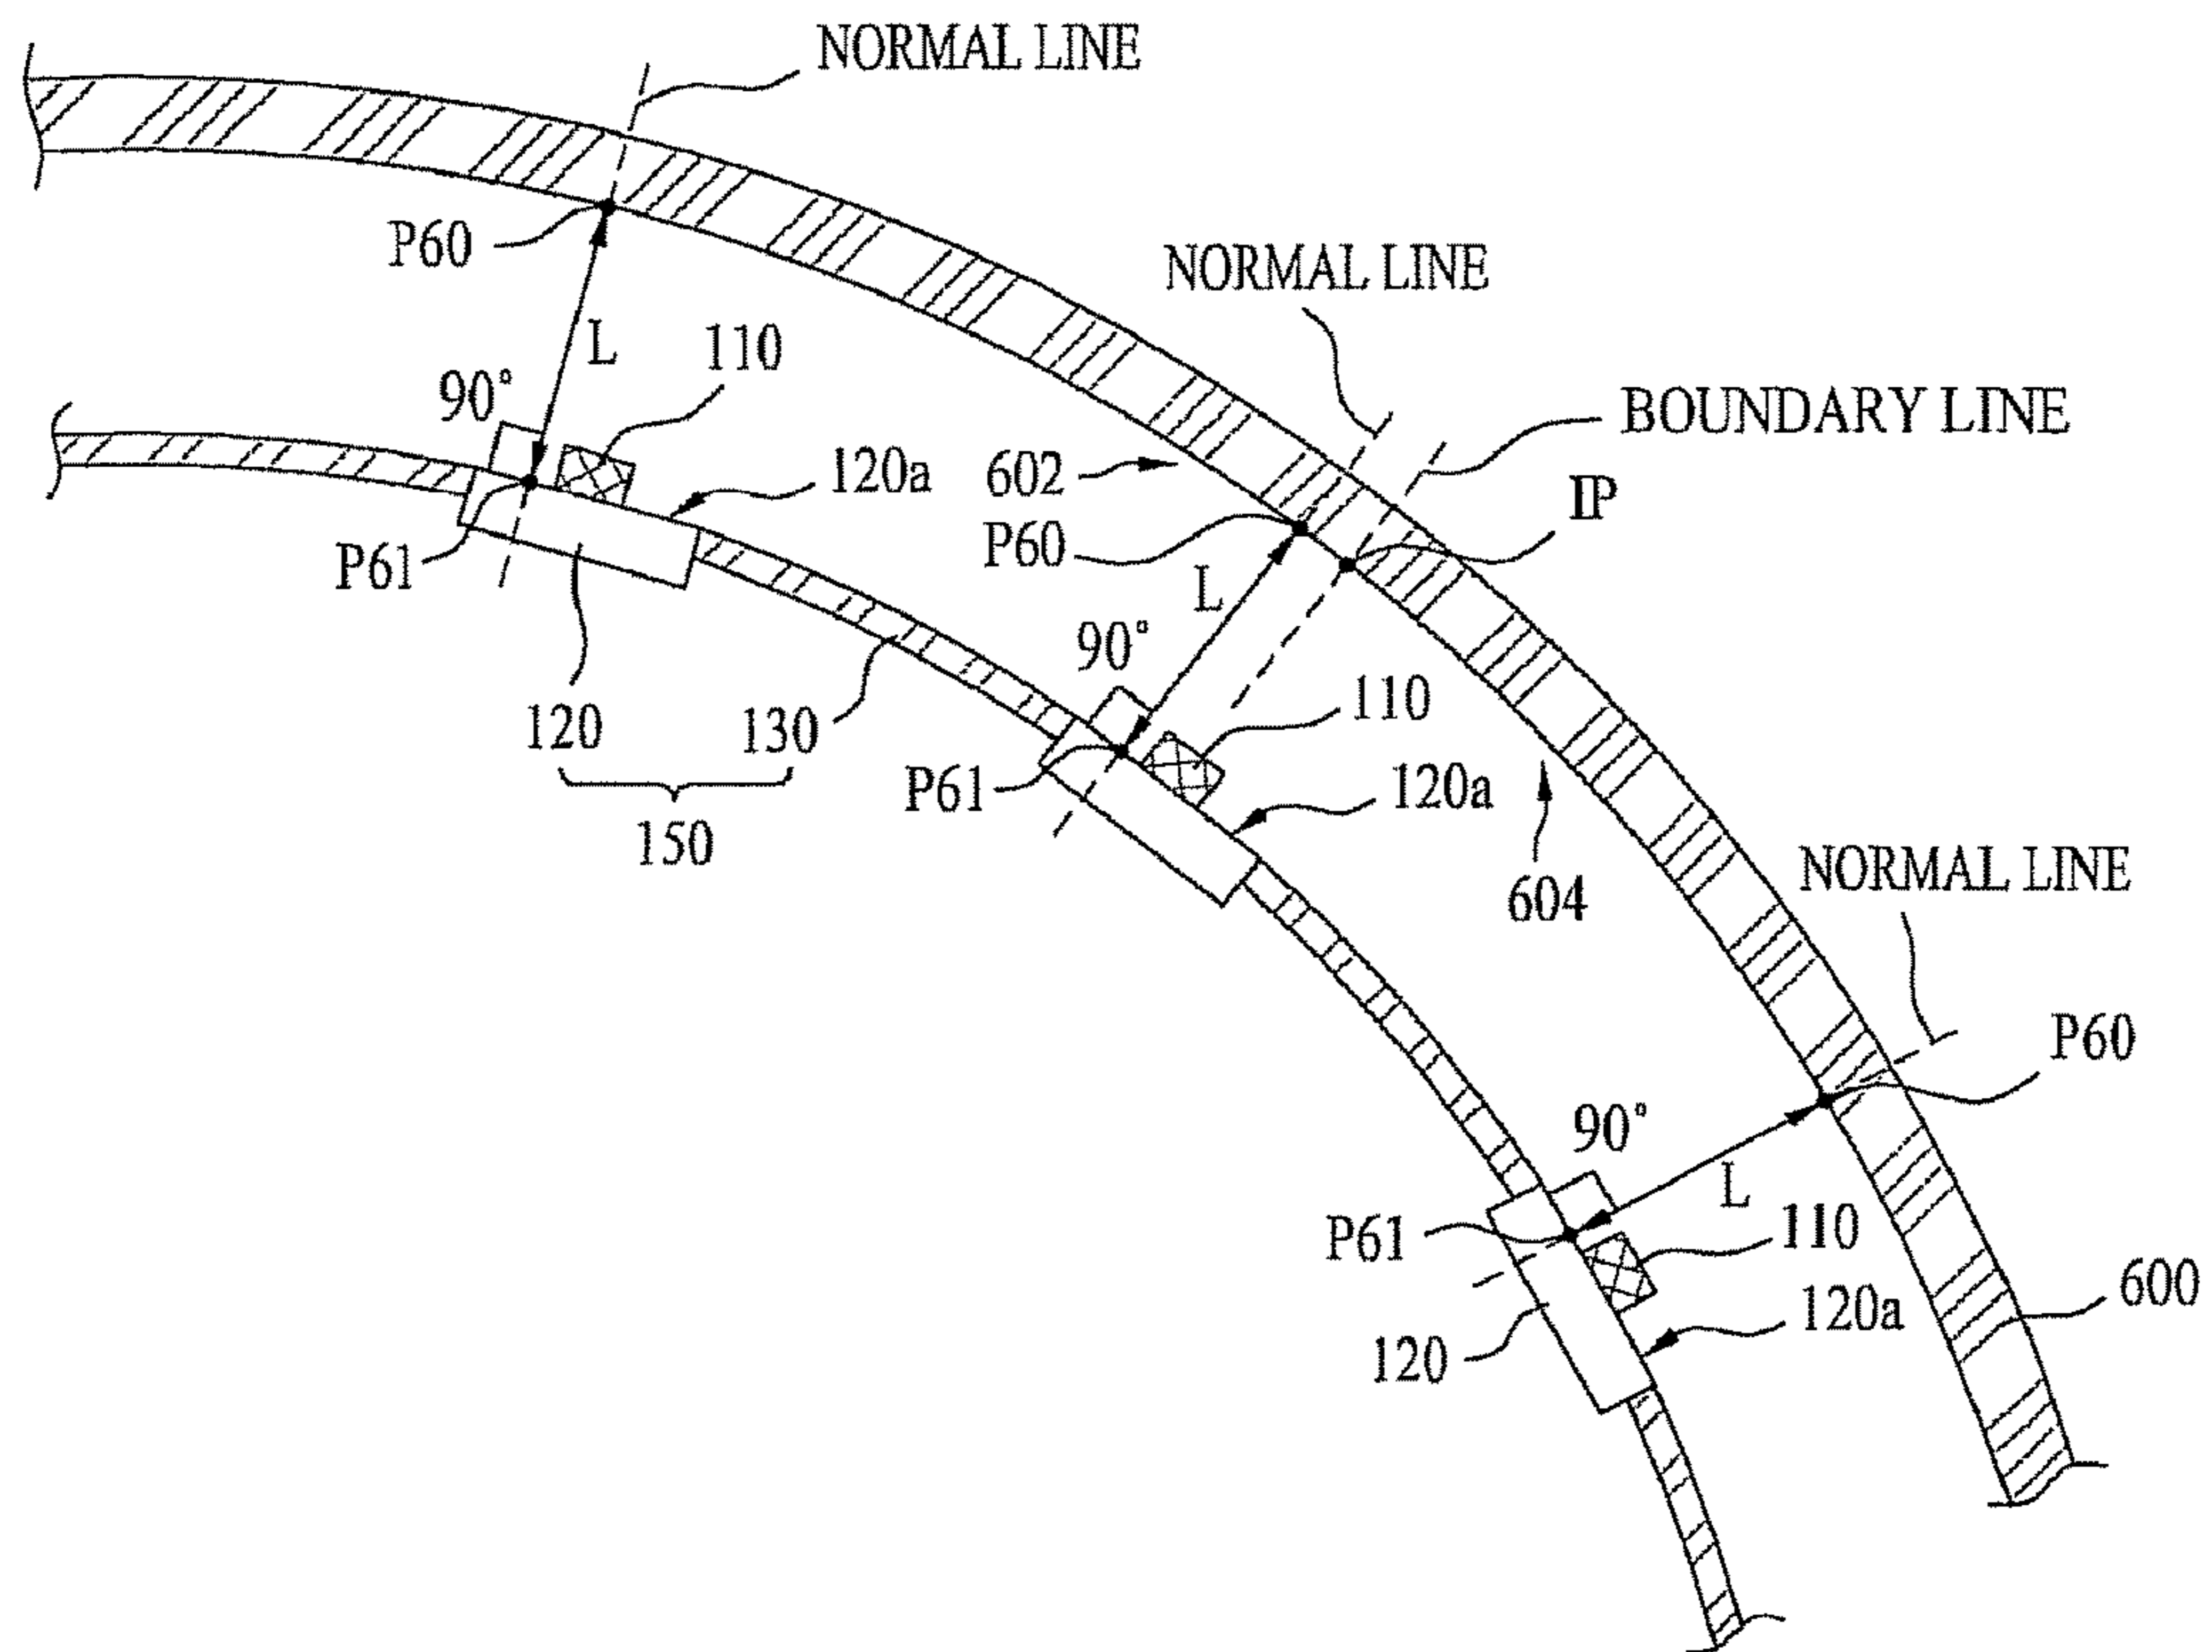 NORMAL LINE
P60
NORMAL LINE
L
110
90°
BOUNDARY LINE
120a
602
IP
P60
P61
L
90°
110
120
130
P61
120a
150
604
NORMAL LINE
P60
90°
L
P61
110
600
120a
120